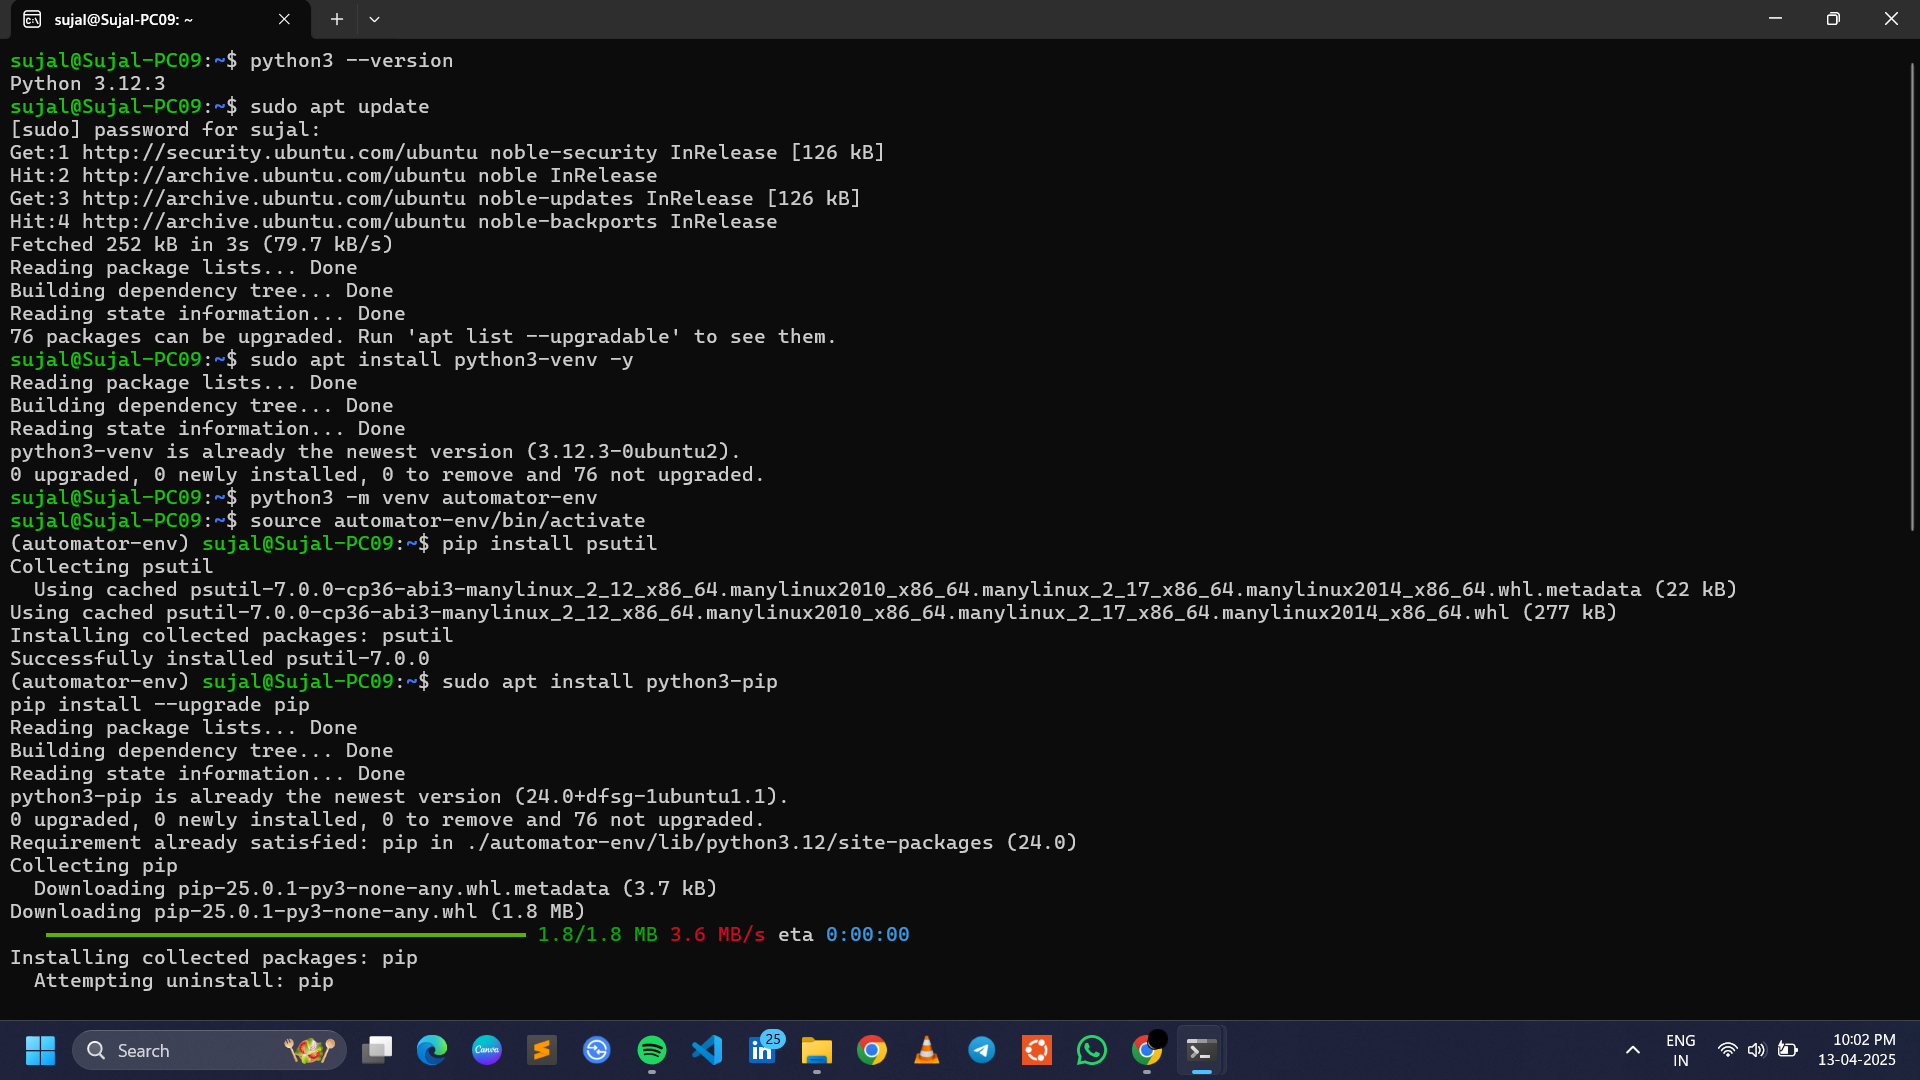 sujal@Sujal-PC09: ~
sujal@Sujal-PC09:~$ python3 --version
Python 3.12.3
sujal@Sujal-PC09:~$ sudo apt update
[sudo] password for sujal:
Get:1 http://security.ubuntu.com/ubuntu noble-security InRelease [126 kB]
Hit:2 http://archive.ubuntu.com/ubuntu noble InRelease
Get:3 http://archive.ubuntu.com/ubuntu noble-updates InRelease [126 kB]
Hit:4 http://archive.ubuntu.com/ubuntu noble-backports InRelease
Fetched 252 kB in 3s (79.7 kB/s)
Reading package lists... Done
Building dependency tree... Done
Reading state information... Done
76 packages can be upgraded. Run 'apt list --upgradable' to see them.
sujal@Sujal-PC09:~$ sudo apt install python3-venv -y
Reading package lists... Done
Building dependency tree... Done
Reading state information... Done
python3-venv is already the newest version (3.12.3-0ubuntu2).
0 upgraded, 0 newly installed, 0 to remove and 76 not upgraded.
sujal@Sujal-PC09:~$ python3 -m venv automator-env
sujal@Sujal-PC09:~$ source automator-env/bin/activate
(automator-env) sujal@Sujal-PC09:~$ pip install psutil
Collecting psutil
  Using cached psutil-7.0.0-cp36-abi3-manylinux_2_12_x86_64.manylinux2010_x86_64.manylinux_2_17_x86_64.manylinux2014_x86_64.whl.metadata (22 kB)
Using cached psutil-7.0.0-cp36-abi3-manylinux_2_12_x86_64.manylinux2010_x86_64.manylinux_2_17_x86_64.manylinux2014_x86_64.whl (277 kB)
Installing collected packages: psutil
Successfully installed psutil-7.0.0
(automator-env) sujal@Sujal-PC09:~$ sudo apt install python3-pip
pip install --upgrade pip
Reading package lists... Done
Building dependency tree... Done
Reading state information... Done
python3-pip is already the newest version (24.0+dfsg-1ubuntu1.1).
0 upgraded, 0 newly installed, 0 to remove and 76 not upgraded.
Requirement already satisfied: pip in ./automator-env/lib/python3.12/site-packages (24.0)
Collecting pip
  Downloading pip-25.0.1-py3-none-any.whl.metadata (3.7 kB)
Downloading pip-25.0.1-py3-none-any.whl (1.8 MB)
1.8/1.8 MB 3.6 MB/s eta 0:00:00
Installing collected packages: pip
  Attempting uninstall: pip
Search
Canva
25
ENG
IN
10:02 PM
13-04-2025